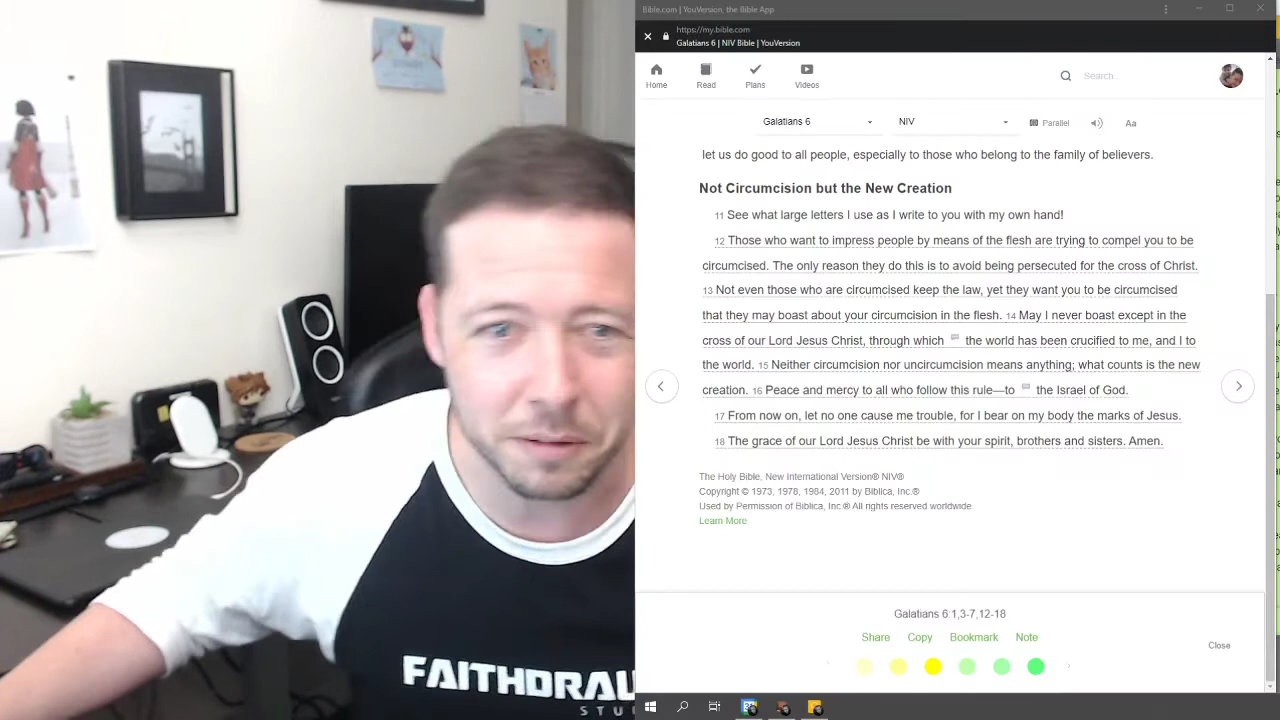 Bible.com | YouVersion, the Bible App
https://my.bible.com
Galatians 6 | NIV Bible | YouVersion
Home Read Plans Videos Search...
Galatians 6 NIV Parallel Aa
let us do good to all people, especially to those who belong to the family of believers.
Not Circumcision but the New Creation
11 See what large letters I use as I write to you with my own hand!
12 Those who want to impress people by means of the flesh are trying to compel you to be
circumcised. The only reason they do this is to avoid being persecuted for the cross of Christ.
13 Not even those who are circumcised keep the law, yet they want you to be circumcised
that they may boast about your circumcision in the flesh. 14 May I never boast except in the
cross of our Lord Jesus Christ, through which the world has been crucified to me, and I to
the world. 15 Neither circumcision nor uncircumcision means anything; what counts is the new
creation. 16 Peace and mercy to all who follow this rule—to the Israel of God.
17 From now on, let no one cause me trouble, for I bear on my body the marks of Jesus.
18 The grace of our Lord Jesus Christ be with your spirit, brothers and sisters. Amen.
The Holy Bible, New International Version® NIV®
Copyright © 1973, 1978, 1984, 2011 by Biblica, Inc.®
Used by Permission of Biblica, Inc.® All rights reserved worldwide
Learn More
Galatians 6:1,3-7,12-18
Share Copy Bookmark Note
Close
FAITHDRAU
STU